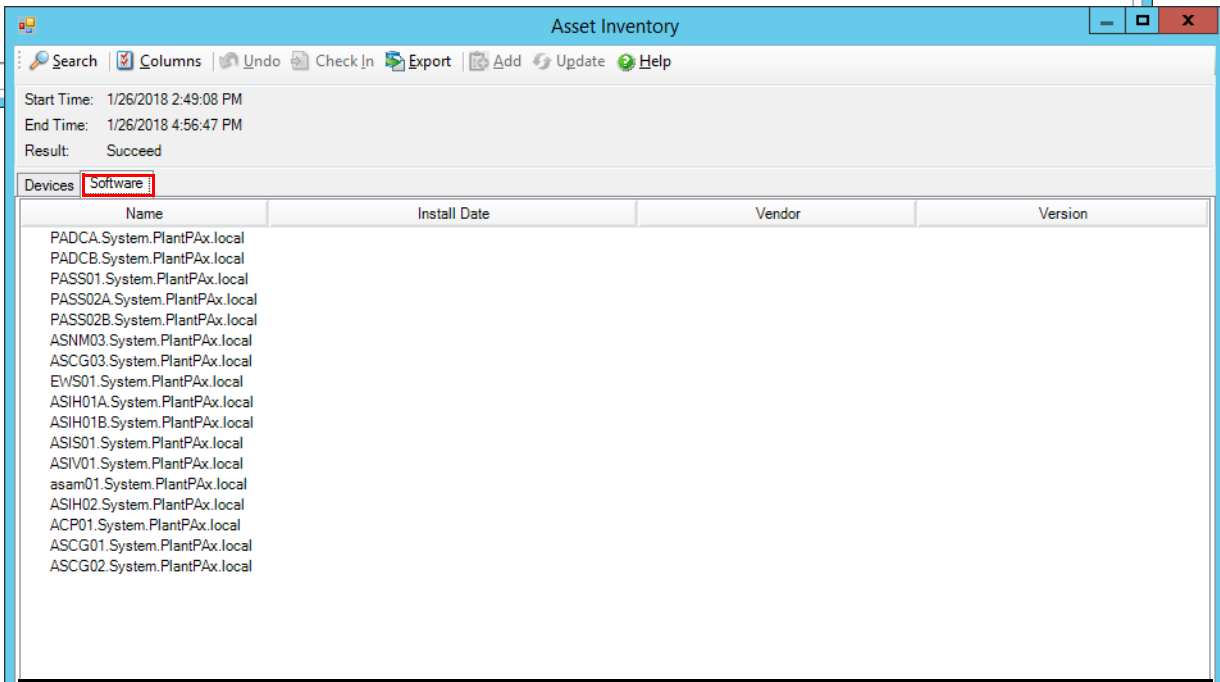 Asset Inventory
Search Columns Undo Check In Export Add Update Help
Start Time: 1/26/2018 2:49:08 PM
End Time: 1/26/2018 4:56:47 PM
Result: Succeed
Devices Software
Name Install Date Vendor Version
PADCA.System.PlantPAx.local
PADCB.System.PlantPAx.local
PASS01.System.PlantPAx.local
PASS02A.System.PlantPAx.local
PASS02B.System.PlantPAx.local
ASNM03.System.PlantPAx.local
ASCG03.System.PlantPAx.local
EWS01.System.PlantPAx.local
ASIH01A.System.PlantPAx.local
ASIH01B.System.PlantPAx.local
ASIS01.System.PlantPAx.local
ASIV01.System.PlantPAx.local
asam01.System.PlantPAx.local
ASIH02.System.PlantPAx.local
ACP01.System.PlantPAx.local
ASCG01.System.PlantPAx.local
ASCG02.System.PlantPAx.local